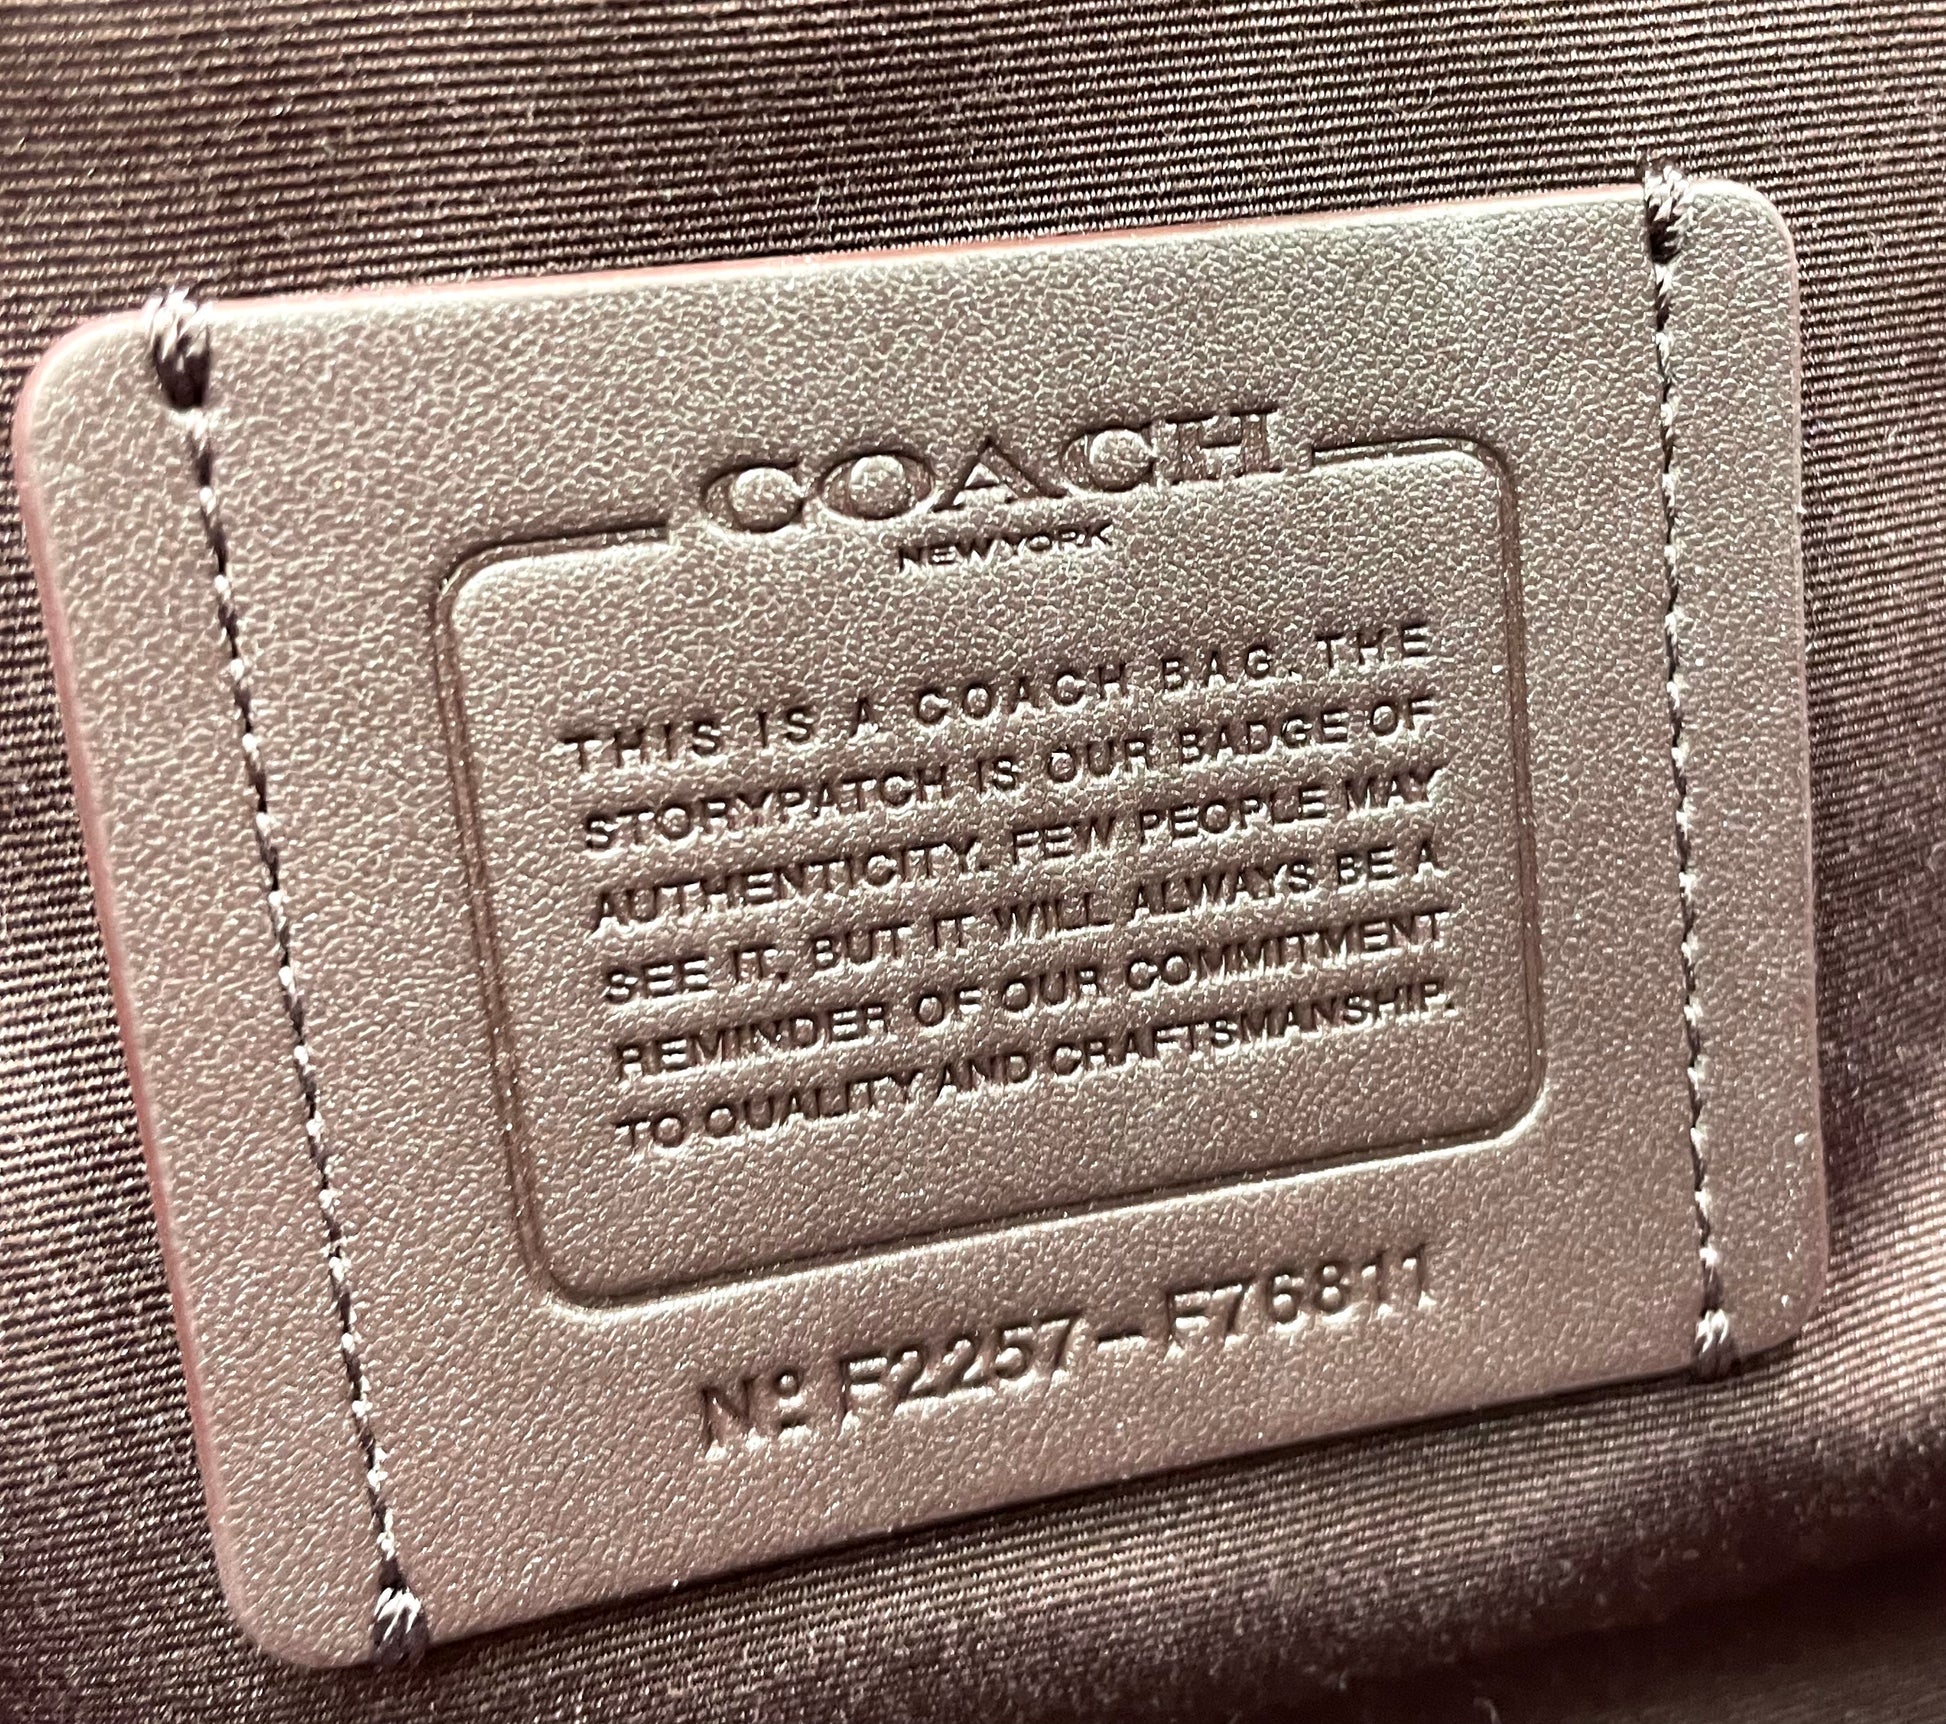 COACH
NEW YORK
THIS IS A COACH BAG. THE
STORYPATCH IS OUR BADGE OF
AUTHENTICITY. FEW PEOPLE MAY
SEE IT, BUT IT WILL ALWAYS BE A
REMINDER OF OUR COMMITMENT
TO QUALITY AND CRAFTSMANSHIP.
Nº F2257-F76811